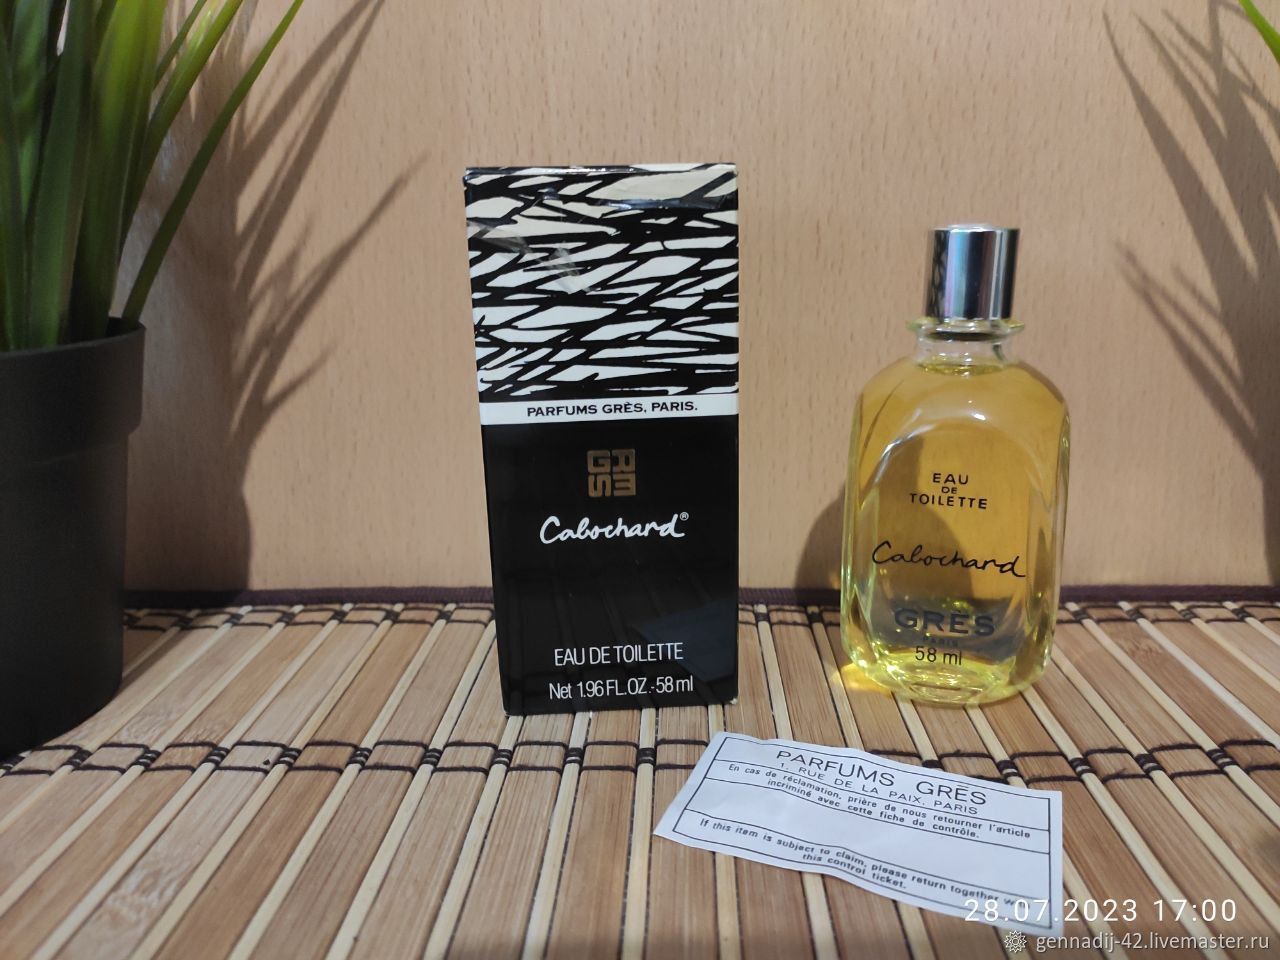 PARFUMS GRÈS, PARIS.
GRES
Cabochard®
EAU DE TOILETTE
Net 1.96 FL.OZ.-58 ml
EAU
DE
TOILETTE
Cabochard
GRÈS
PARIS
58 ml
PARFUMS GRÈS
1, RUE DE LA PAIX, PARIS
En cas de réclamation, prière de nous retourner l'article
incriminé avec cette fiche de contrôle.
If this item is subject to claim, please return together with
this control ticket.
28.07.2023 17:00
gennadij-42.livemaster.ru